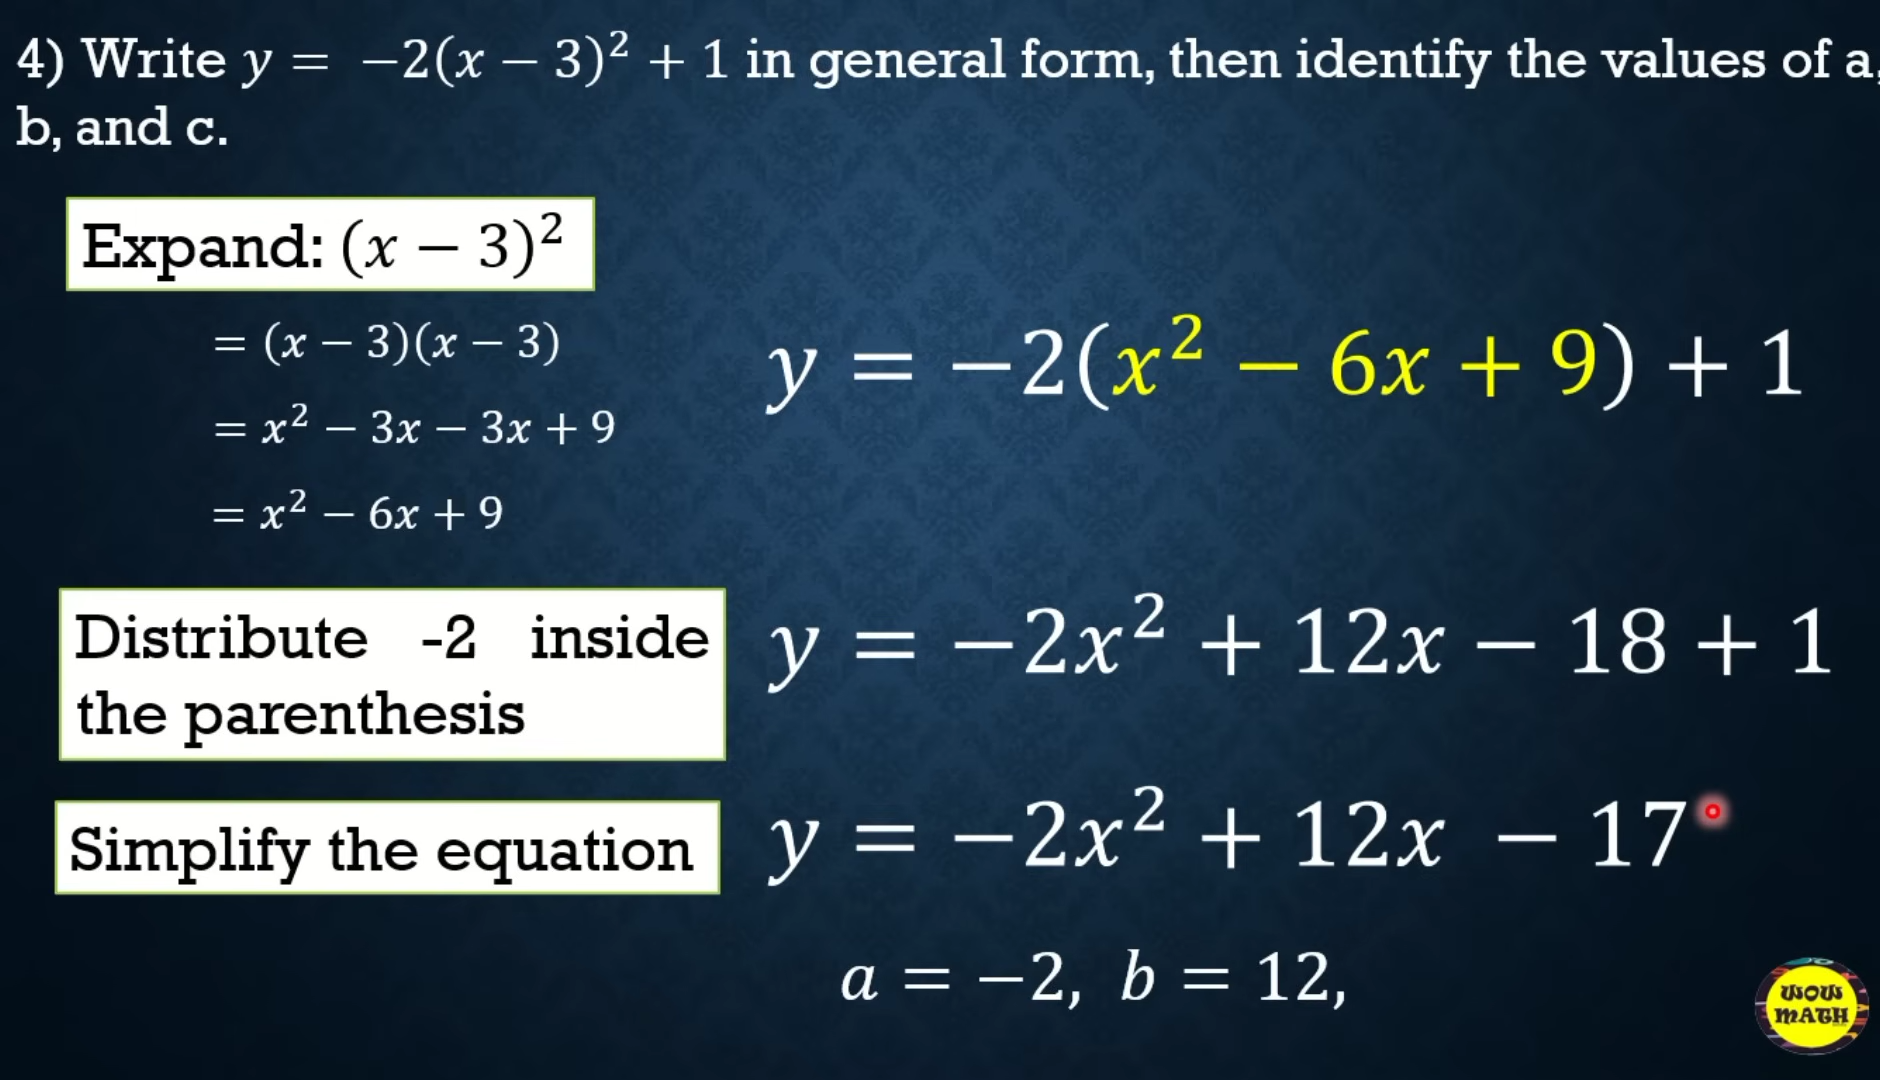 4) Write y = −2(x − 3)² + 1 in general form, then identify the values of a,
b, and c.
Expand: (x − 3)²
= (x − 3)(x − 3)
= x² − 3x − 3x + 9
= x² − 6x + 9
y = −2(x² − 6x + 9) + 1
Distribute -2 inside
the parenthesis
y = −2x² + 12x − 18 + 1
Simplify the equation
y = −2x² + 12x − 17
a = −2, b = 12,
WOW
MATH